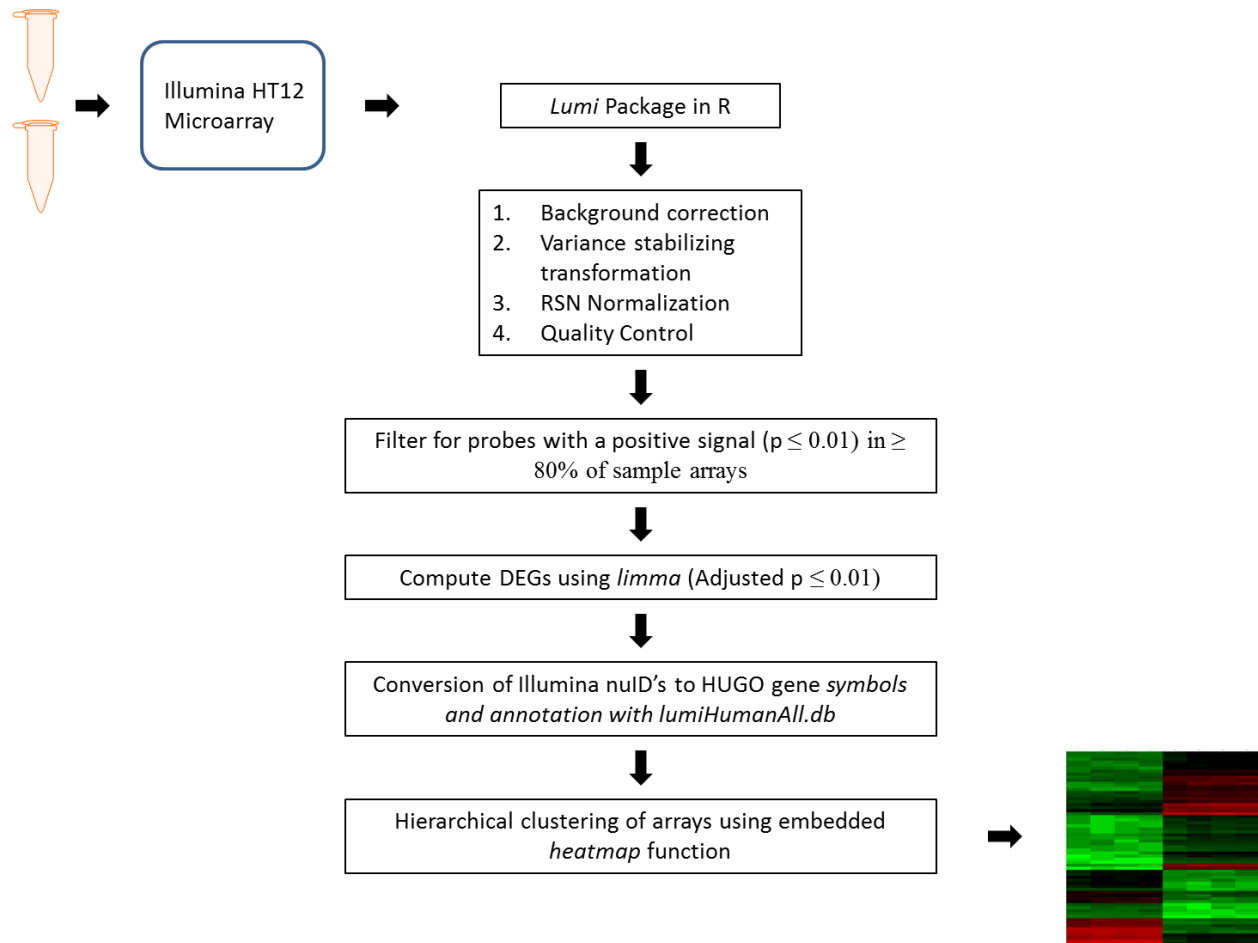 Illumina HT12
Microarray
Lumi Package in R
1. Background correction
2. Variance stabilizing
transformation
3. RSN Normalization
4. Quality Control
Filter for probes with a positive signal (p ≤ 0.01) in ≥
80% of sample arrays
Compute DEGs using limma (Adjusted p ≤ 0.01)
Conversion of Illumina nuID's to HUGO gene symbols
and annotation with lumiHumanAll.db
Hierarchical clustering of arrays using embedded
heatmap function